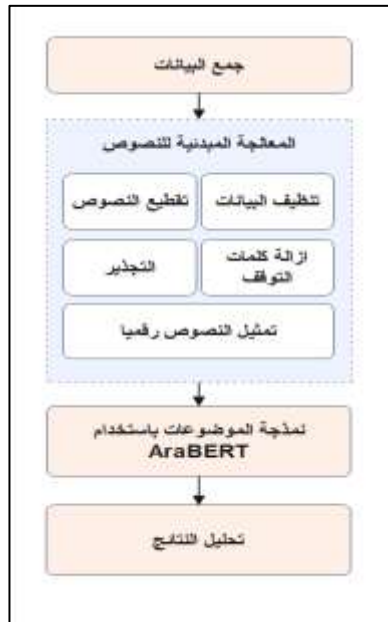 جمع البيانات
المعالجة المبدئية للنصوص
تنظيف البيانات
تقطيع النصوص
ازالة كلمات
التوقف
التجذير
تمثيل النصوص رقميا
نمذجة الموضوعات باستخدام
AraBERT
تحليل النتائج